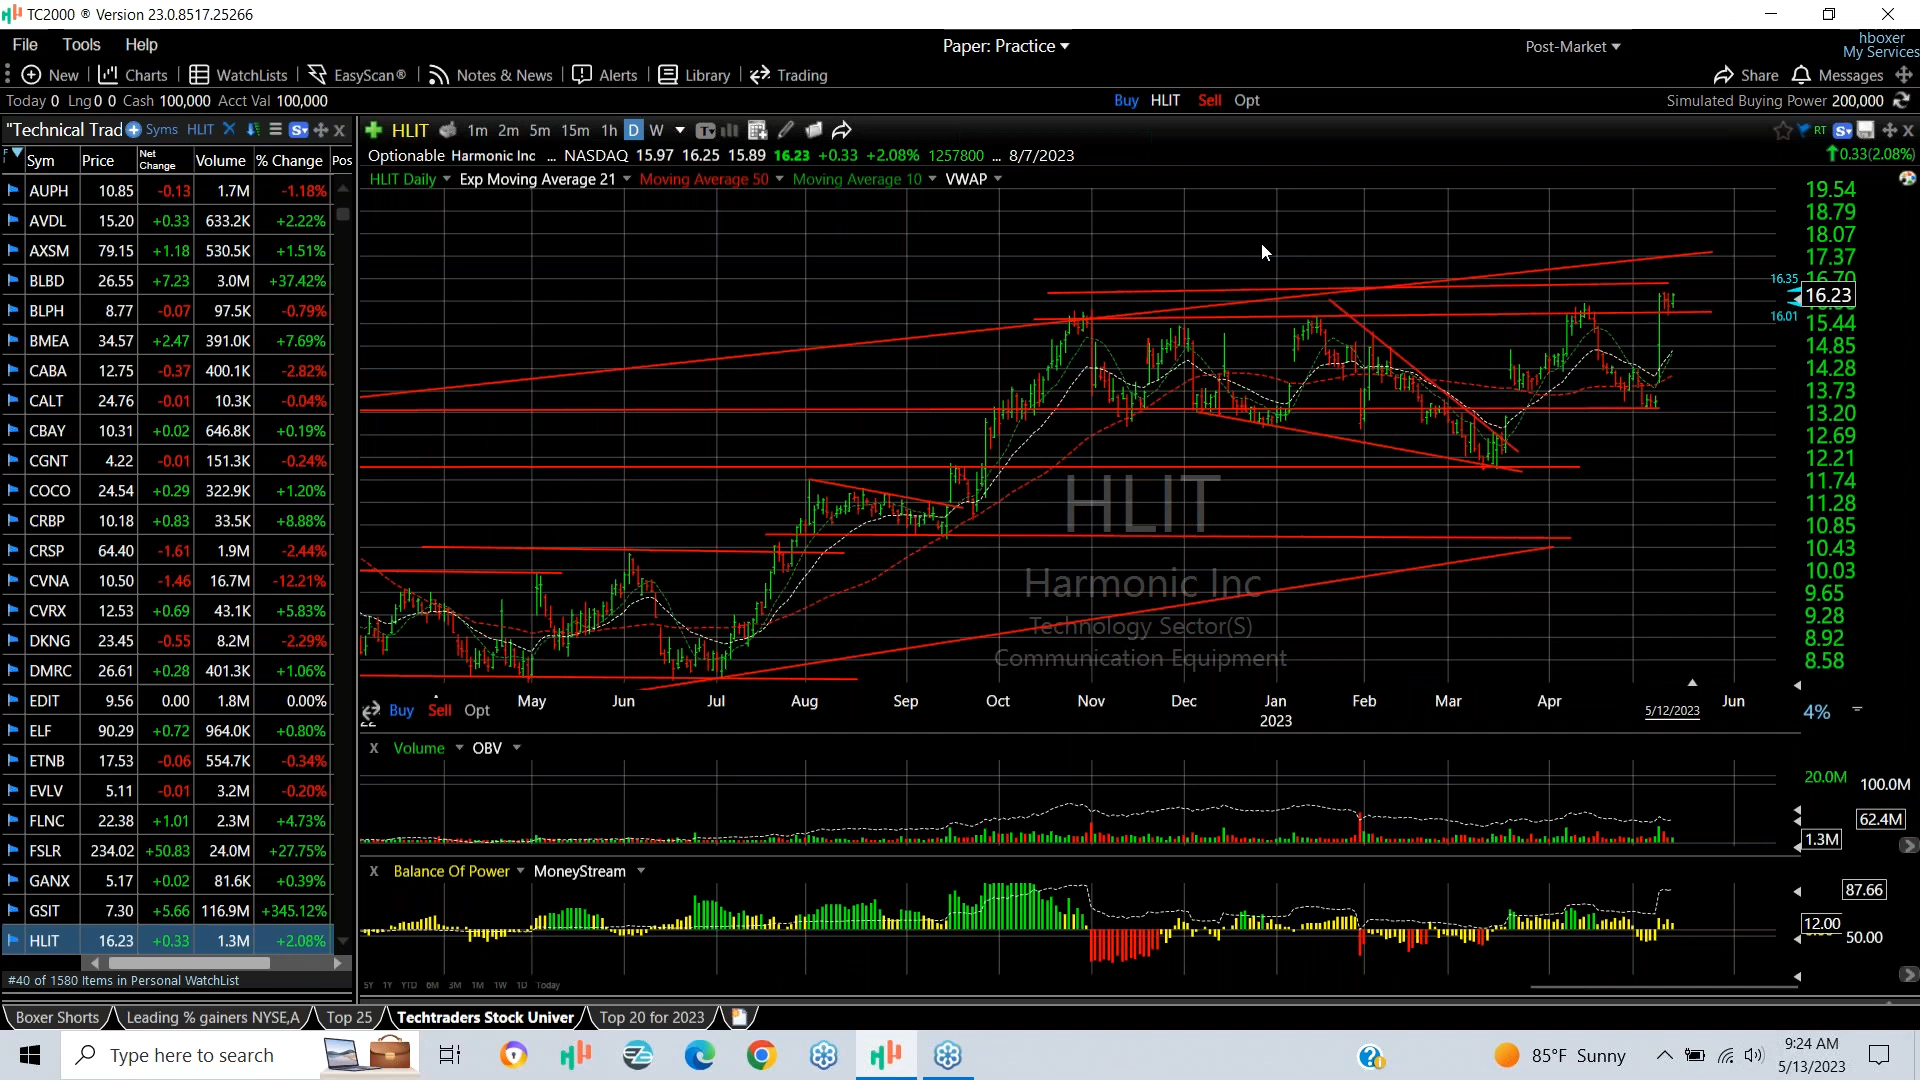 TC2000 ® Version 23.0.8517.25266
File Tools Help
Paper: Practice
Post-Market
hboxer
My Services
New Charts WatchLists EasyScan® Notes & News Alerts Library Trading
Share Messages
Today 0 Lng 0 0 Cash 100,000 Acct Val 100,000
Buy HLIT Sell Opt
Simulated Buying Power 200,000
"Technical Trad Syms HLIT
HLIT 1m 2m 5m 15m 1h D W
RT
Sym Price Net Change Volume % Change Pos
Optionable Harmonic Inc ... NASDAQ 15.97 16.25 15.89 16.23 +0.33 +2.08% 1257800 ... 8/7/2023
0.33(2.08%)
HLIT Daily Exp Moving Average 21 Moving Average 50 Moving Average 10 VWAP
AUPH 10.85 -0.13 1.7M -1.18%
AVDL 15.20 +0.33 633.2K +2.22%
AXSM 79.15 +1.18 530.5K +1.51%
BLBD 26.55 +7.23 3.0M +37.42%
BLPH 8.77 -0.07 97.5K -0.79%
BMEA 34.57 +2.47 391.0K +7.69%
CABA 12.75 -0.37 400.1K -2.82%
CALT 24.76 -0.01 10.3K -0.04%
CBAY 10.31 +0.02 646.8K +0.19%
CGNT 4.22 -0.01 151.3K -0.24%
COCO 24.54 +0.29 322.9K +1.20%
CRBP 10.18 +0.83 33.5K +8.88%
CRSP 64.40 -1.61 1.9M -2.44%
CVNA 10.50 -1.46 16.7M -12.21%
CVRX 12.53 +0.69 43.1K +5.83%
DKNG 23.45 -0.55 8.2M -2.29%
DMRC 26.61 +0.28 401.3K +1.06%
EDIT 9.56 0.00 1.8M 0.00%
ELF 90.29 +0.72 964.0K +0.80%
ETNB 17.53 -0.06 554.7K -0.34%
EVLV 5.11 -0.01 3.2M -0.20%
FLNC 22.38 +1.01 2.3M +4.73%
FSLR 234.02 +50.83 24.0M +27.75%
GANX 5.17 +0.02 81.6K +0.39%
GSIT 7.30 +5.66 116.9M +345.12%
HLIT 16.23 +0.33 1.3M +2.08%
#40 of 1580 Items in Personal WatchList
19.54
18.79
18.07
17.37
16.35 16.70
16.23
16.01
15.44
14.85
14.28
13.73
13.20
12.69
12.21
11.74
11.28
10.85
10.43
10.03
9.65
9.28
8.92
8.58
HLIT
Harmonic Inc
Technology Sector(S)
Communication Equipment
May Jun Jul Aug Sep Oct Nov Dec Jan Feb Mar Apr Jun
2023
5/12/2023
4%
Buy Sell Opt
X Volume OBV
20.0M 100.0M
62.4M
1.3M
X Balance Of Power MoneyStream
87.66
12.00
50.00
5Y 1Y YTD 6M 3M 1M 1W 1D Today
Boxer Shorts Leading % gainers NYSE,A Top 25 Techtraders Stock Univer Top 20 for 2023
Type here to search
85°F Sunny
9:24 AM
5/13/2023